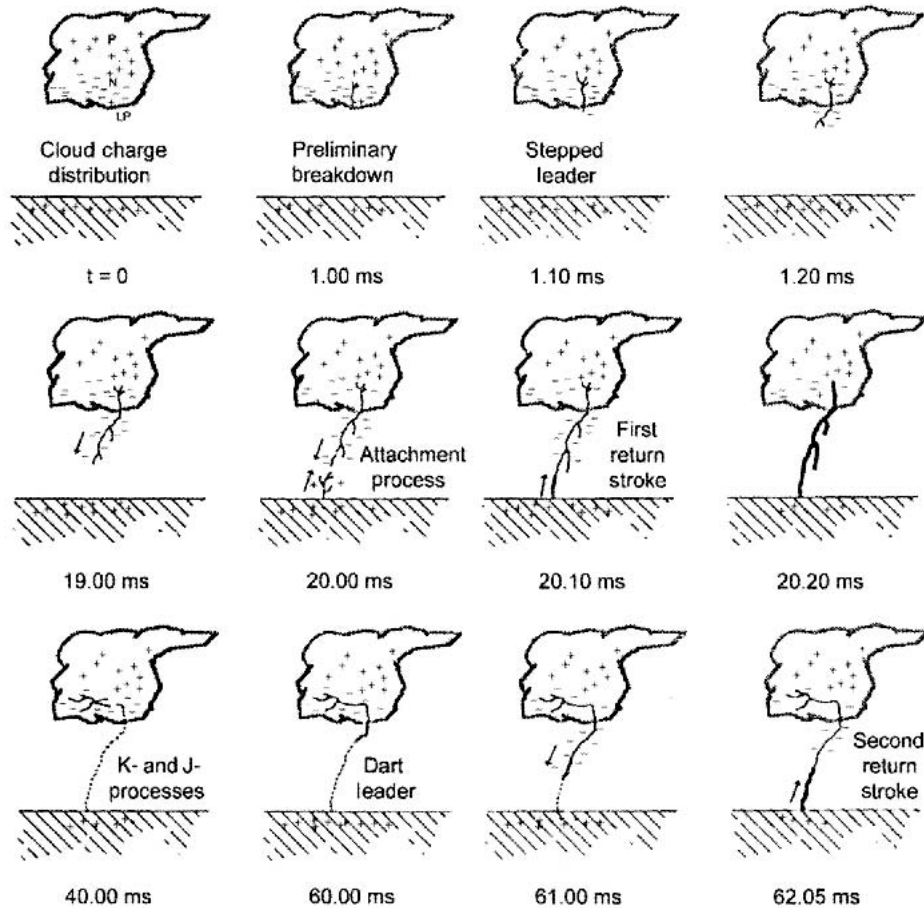 P
N
LP
Cloud charge
distribution
Preliminary
breakdown
Stepped
leader
t = 0
1.00 ms
1.10 ms
1.20 ms
Attachment
process
First
return
stroke
19.00 ms
20.00 ms
20.10 ms
20.20 ms
K- and J-
processes
Dart
leader
Second
return
stroke
40.00 ms
60.00 ms
61.00 ms
62.05 ms